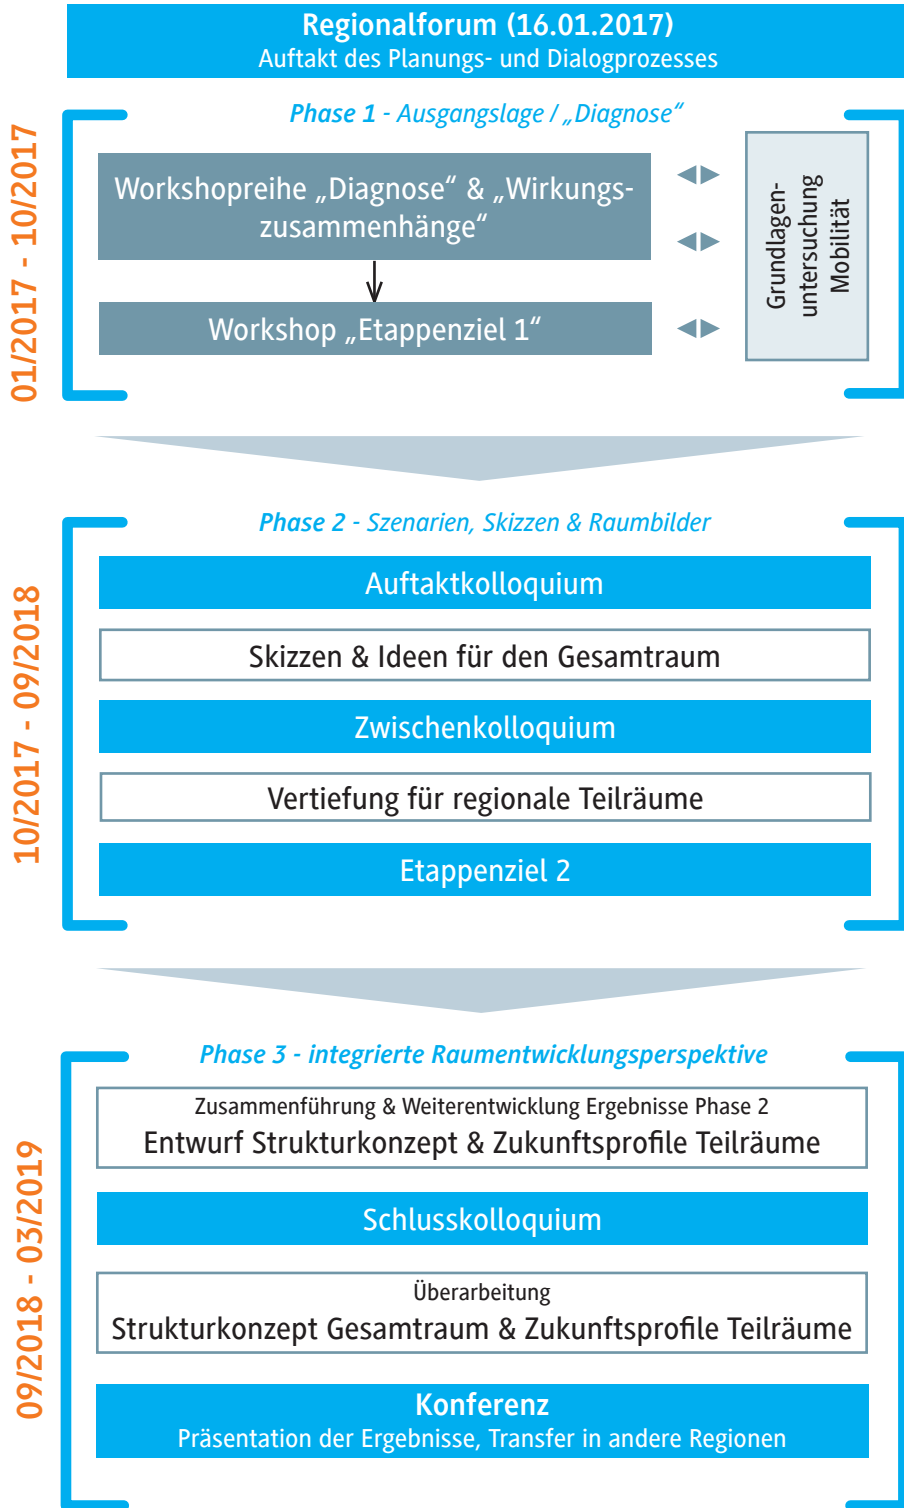 Regionalforum (16.01.2017)
Auftakt des Planungs- und Dialogprozesses
01/2017 - 10/2017
Phase 1 - Ausgangslage / „Diagnose“
Workshopreihe „Diagnose“ & „Wirkungs-
zusammenhänge“
Workshop „Etappenziel 1“
Grundlagen-
untersuchung
Mobilität
10/2017 - 09/2018
Phase 2 - Szenarien, Skizzen & Raumbilder
Auftaktkolloquium
Skizzen & Ideen für den Gesamtraum
Zwischenkolloquium
Vertiefung für regionale Teilräume
Etappenziel 2
09/2018 - 03/2019
Phase 3 - integrierte Raumentwicklungsperspektive
Zusammenführung & Weiterentwicklung Ergebnisse Phase 2
Entwurf Strukturkonzept & Zukunftsprofile Teilräume
Schlusskolloquium
Überarbeitung
Strukturkonzept Gesamtraum & Zukunftsprofile Teilräume
Konferenz
Präsentation der Ergebnisse, Transfer in andere Regionen